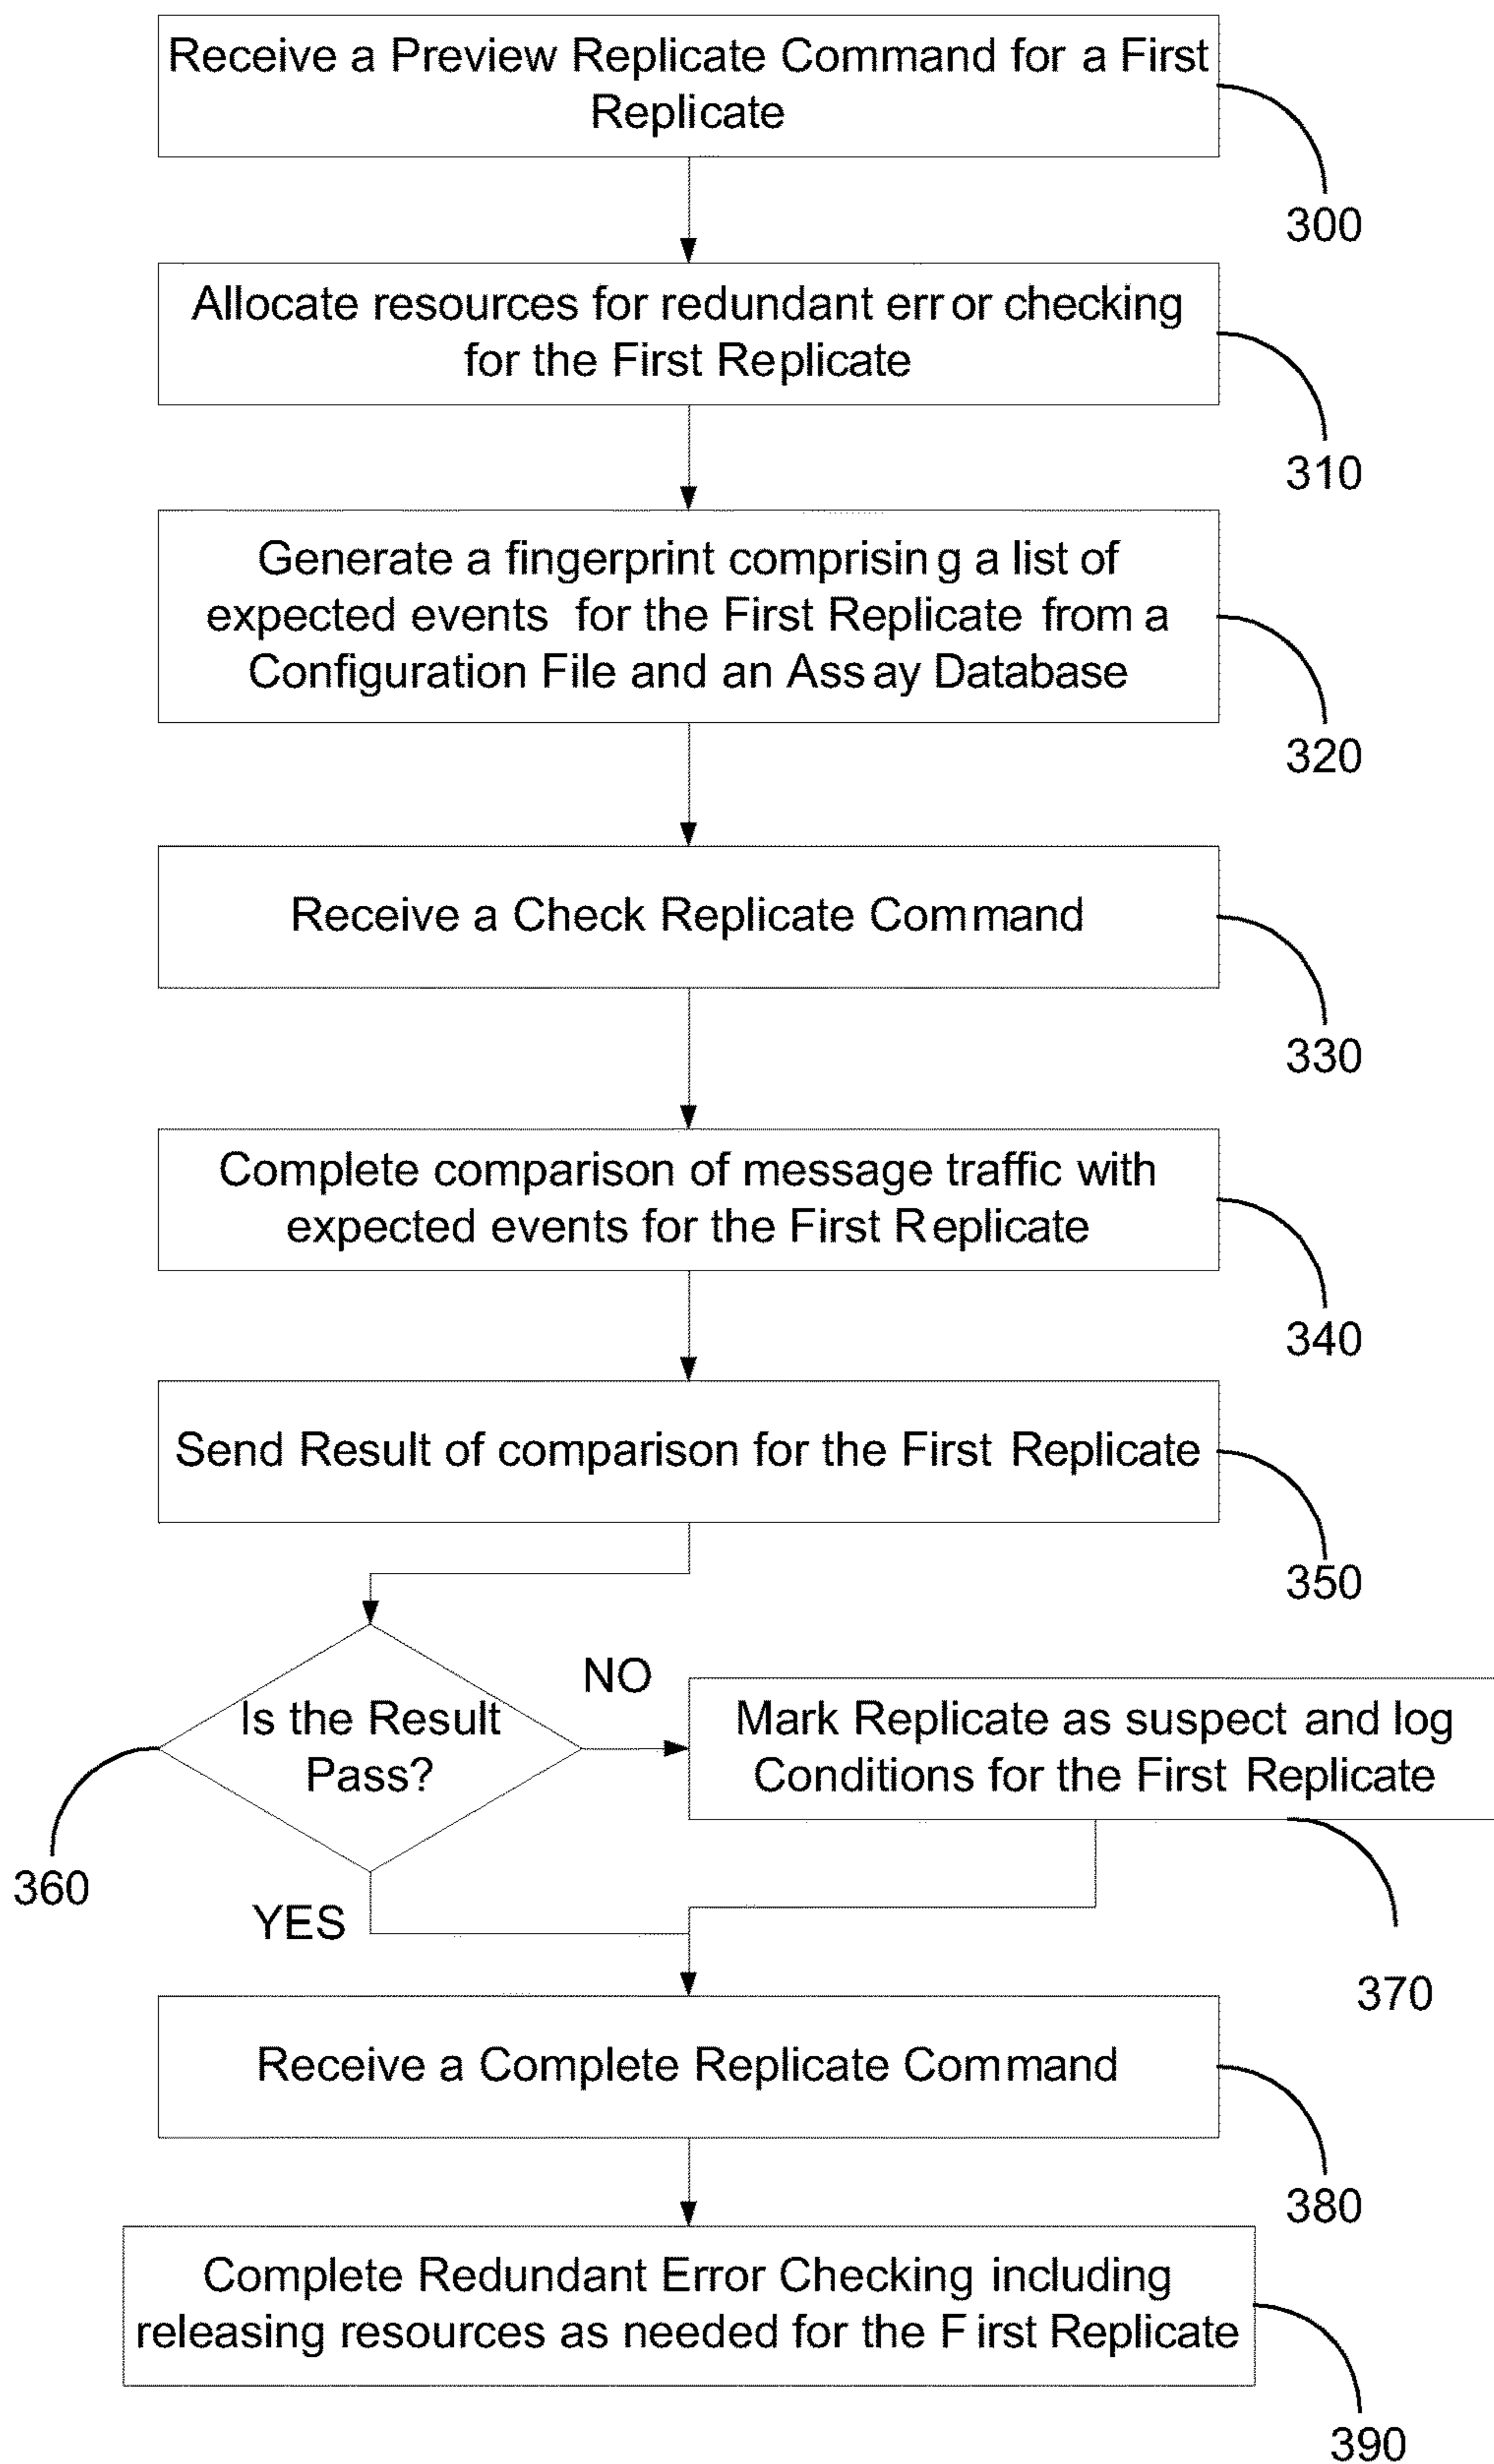 Receive a Preview Replicate Command for a First
Replicate
300
Allocate resources for redundant error checking
for the First Replicate
310
Generate a fingerprint comprising a list of
expected events for the First Replicate from a
Configuration File and an Assay Database
320
Receive a Check Replicate Command
330
Complete comparison of message traffic with
expected events for the First Replicate
340
Send Result of comparison for the First Replicate
350
Is the Result
Pass?
360
NO
YES
Mark Replicate as suspect and log
Conditions for the First Replicate
370
Receive a Complete Replicate Command
380
Complete Redundant Error Checking including
releasing resources as needed for the First Replicate
390